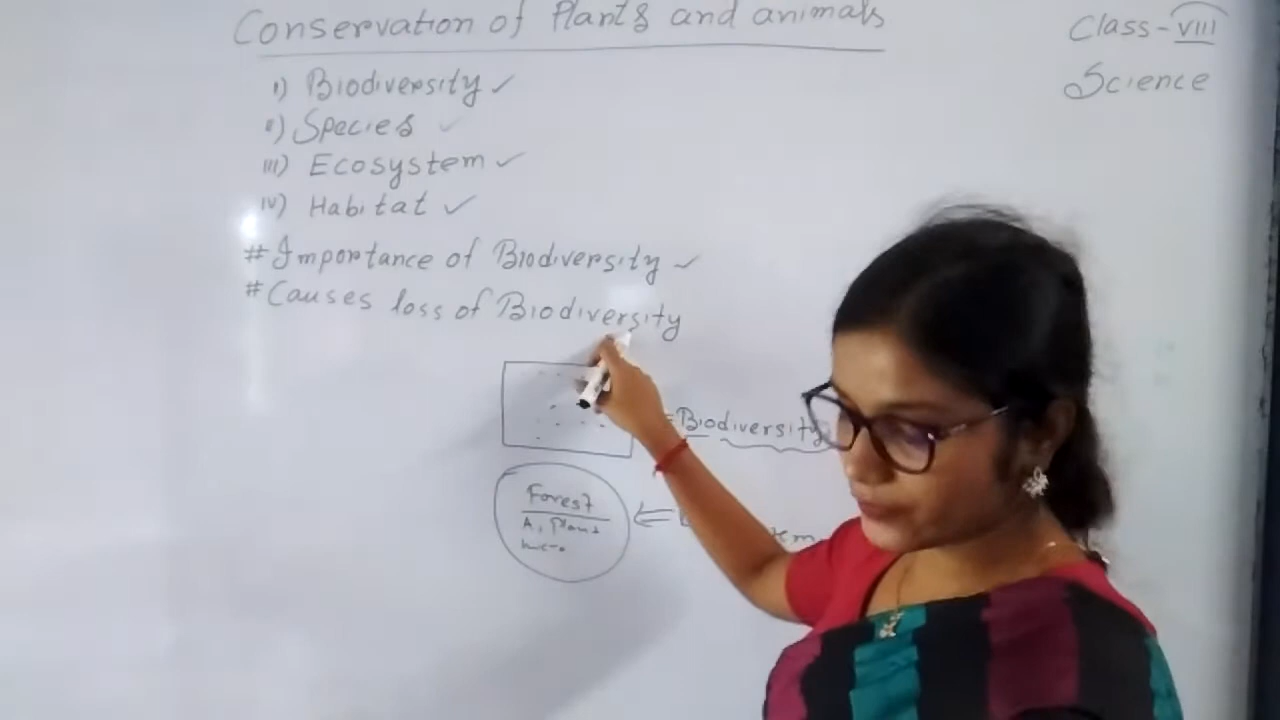 Conservation of Plants and animals
Class-VIII
Science
i) Biodiversity ✓
ii) Species ✓
iii) Ecosystem ✓
iv) Habitat ✓
# Importance of Biodiversity ✓
# Causes loss of Biodiversity
= Biodiversity
Forest
A, Plants